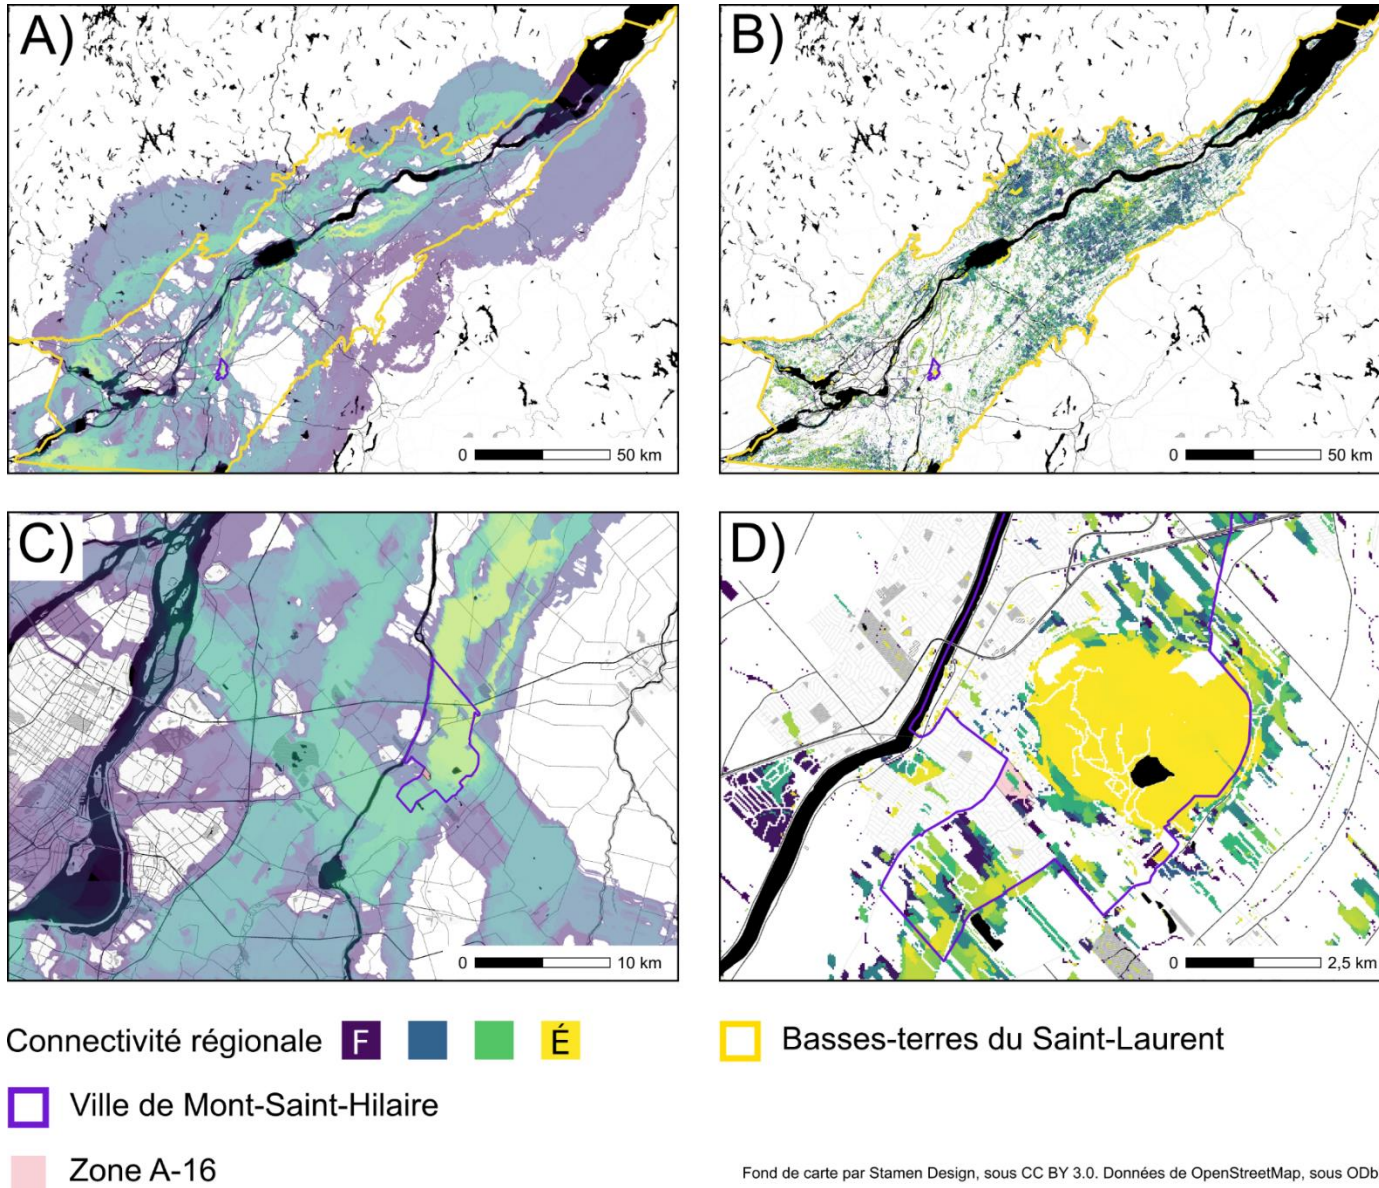 A)
B)
0 50 km
0 50 km
C)
D)
0 10 km
0 2,5 km
Connectivité régionale F É
Basses-terres du Saint-Laurent
Ville de Mont-Saint-Hilaire
Zone A-16
Fond de carte par Stamen Design, sous CC BY 3.0. Données de OpenStreetMap, sous ODb